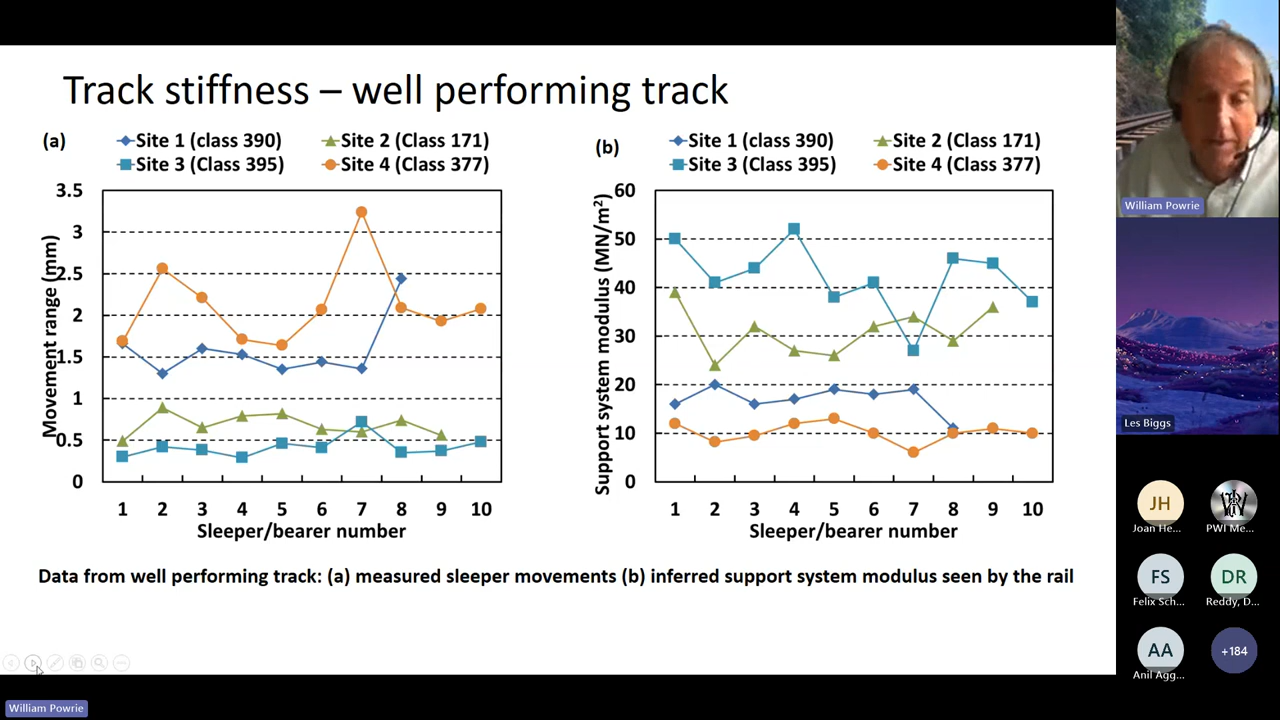 Track stiffness – well performing track
(a)
Site 1 (class 390)
Site 2 (Class 171)
Site 3 (Class 395)
Site 4 (Class 377)
Movement range (mm)
3.5
3
2.5
2
1.5
1
0.5
0
1 2 3 4 5 6 7 8 9 10
Sleeper/bearer number
(b)
Site 1 (class 390)
Site 2 (Class 171)
Site 3 (Class 395)
Site 4 (Class 377)
Support system modulus (MN/m²)
60
50
40
30
20
10
0
1 2 3 4 5 6 7 8 9 10
Sleeper/bearer number
Data from well performing track: (a) measured sleeper movements (b) inferred support system modulus seen by the rail
William Powrie
William Powrie
Les Biggs
JH
Joan He...
PWI Me...
FS
Felix Sch...
DR
Reddy, D...
AA
Anil Agg...
+184